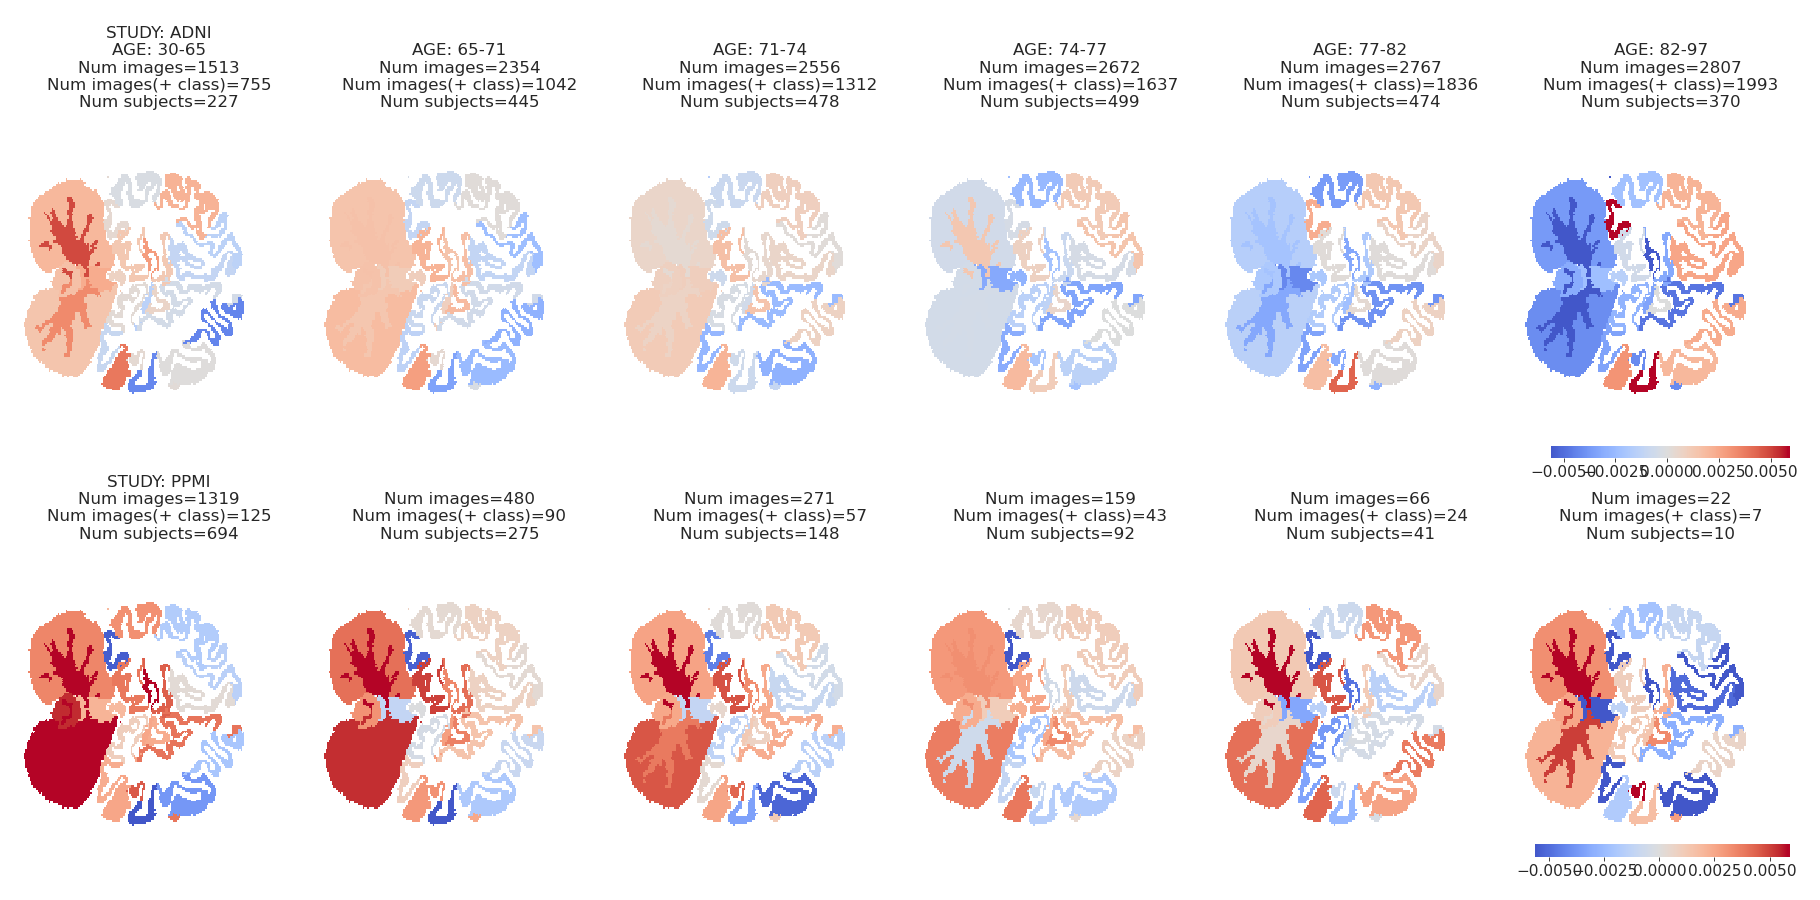 STUDY: ADNI
AGE: 30-65
Num images=1513
Num images(+ class)=755
Num subjects=227
AGE: 65-71
Num images=2354
Num images(+ class)=1042
Num subjects=445
AGE: 71-74
Num images=2556
Num images(+ class)=1312
Num subjects=478
AGE: 74-77
Num images=2672
Num images(+ class)=1637
Num subjects=499
AGE: 77-82
Num images=2767
Num images(+ class)=1836
Num subjects=474
AGE: 82-97
Num images=2807
Num images(+ class)=1993
Num subjects=370
−0.0050 −0.0025 0.0000 0.0025 0.0050
STUDY: PPMI
Num images=1319
Num images(+ class)=125
Num subjects=694
Num images=480
Num images(+ class)=90
Num subjects=275
Num images=271
Num images(+ class)=57
Num subjects=148
Num images=159
Num images(+ class)=43
Num subjects=92
Num images=66
Num images(+ class)=24
Num subjects=41
Num images=22
Num images(+ class)=7
Num subjects=10
−0.0050 −0.0025 0.0000 0.0025 0.0050